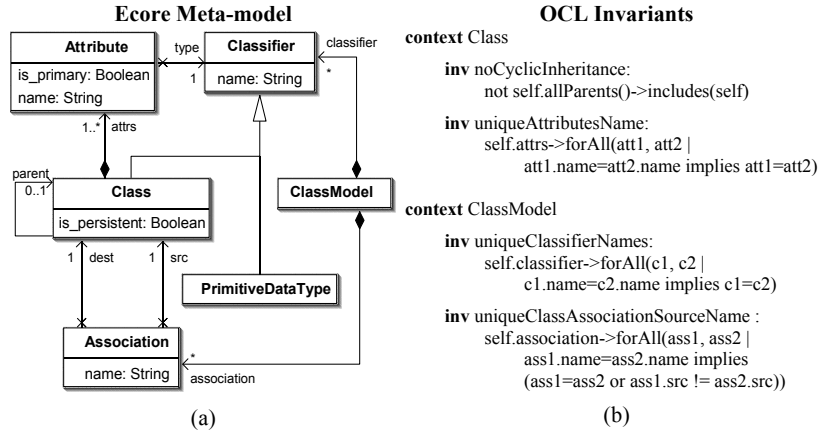 Ecore Meta-model
Attribute
is_primary: Boolean
name: String
type
1
Classifier
name: String
classifier
*
1..*
attrs
parent
0..1
Class
is_persistent: Boolean
ClassModel
1
dest
1
src
PrimitiveDataType
Association
name: String
*
association
(a)
OCL Invariants
context Class
inv noCyclicInheritance:
not self.allParents()->includes(self)
inv uniqueAttributesName:
self.attrs->forAll(att1, att2 |
att1.name=att2.name implies att1=att2)
context ClassModel
inv uniqueClassifierNames:
self.classifier->forAll(c1, c2 |
c1.name=c2.name implies c1=c2)
inv uniqueClassAssociationSourceName :
self.association->forAll(ass1, ass2 |
ass1.name=ass2.name implies
(ass1=ass2 or ass1.src != ass2.src))
(b)